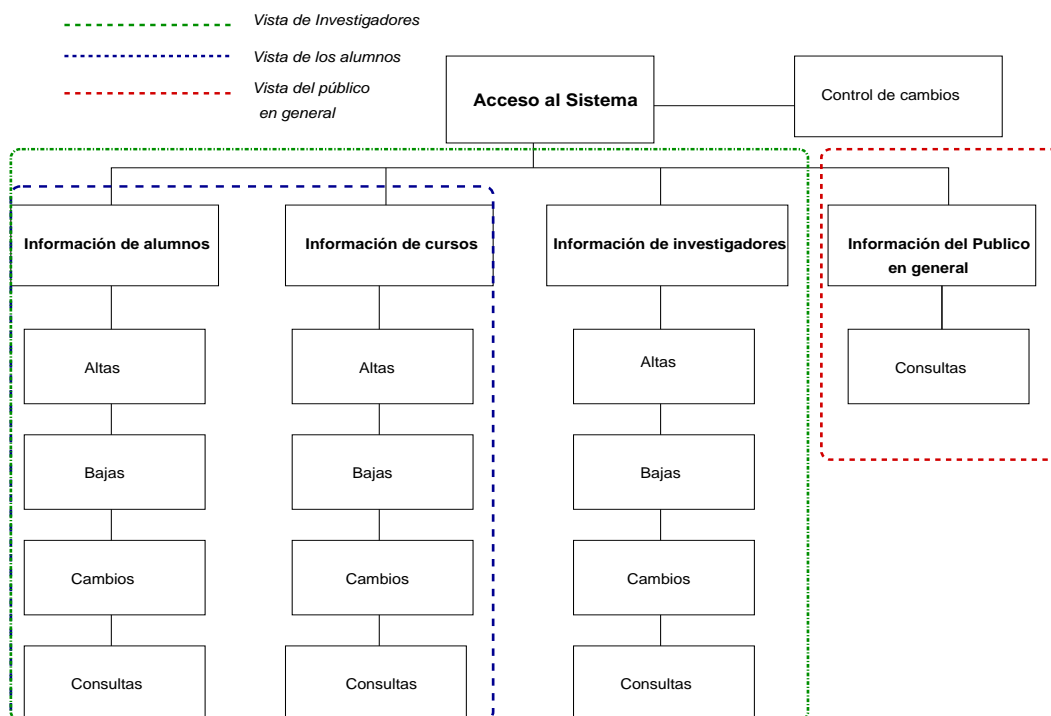 Vista de Investigadores
Vista de los alumnos
Vista del público
en general
Acceso al Sistema
Control de cambios
Información de alumnos
Información de cursos
Información de investigadores
Información del Publico
en general
Altas
Altas
Altas
Consultas
Bajas
Bajas
Bajas
Cambios
Cambios
Cambios
Consultas
Consultas
Consultas